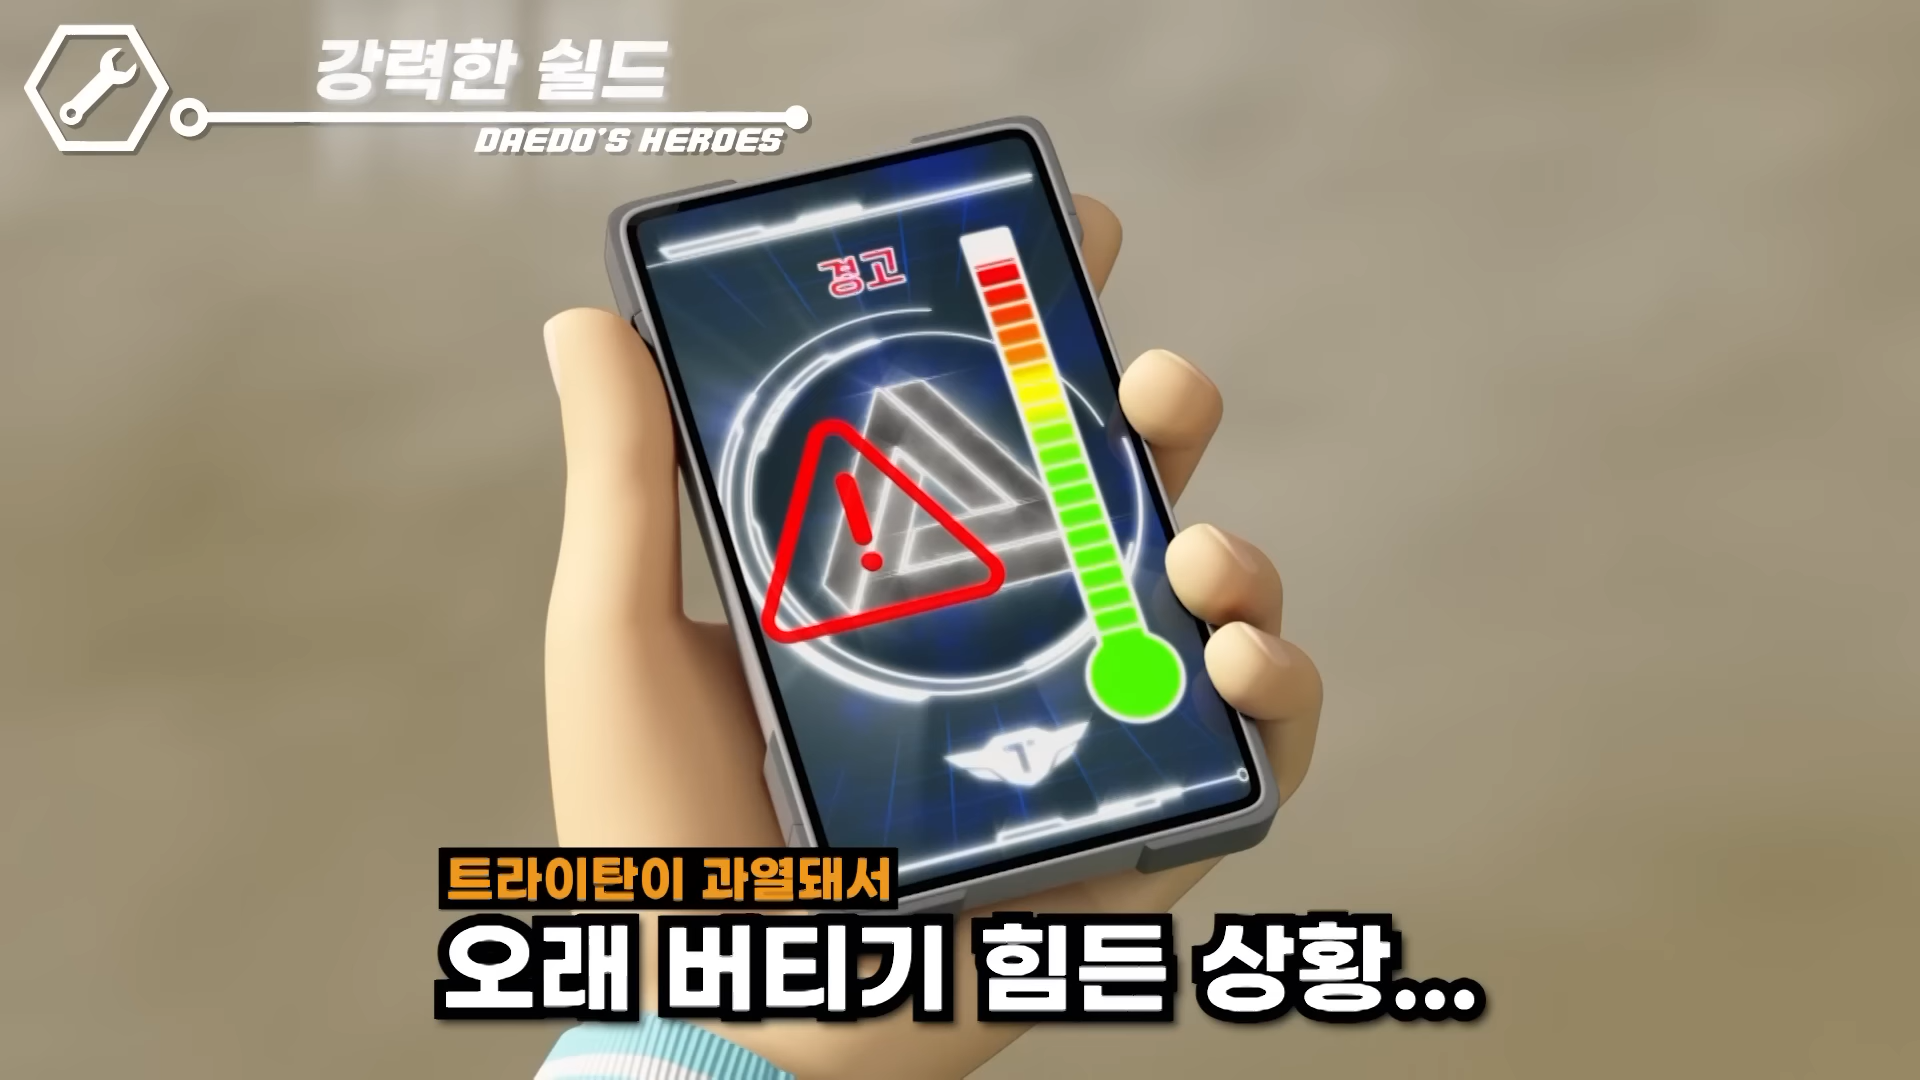 강력한 쉴드
DAEDO'S HEROES
경고
T
트라이탄이 과열돼서
오래 버티기 힘든 상황...